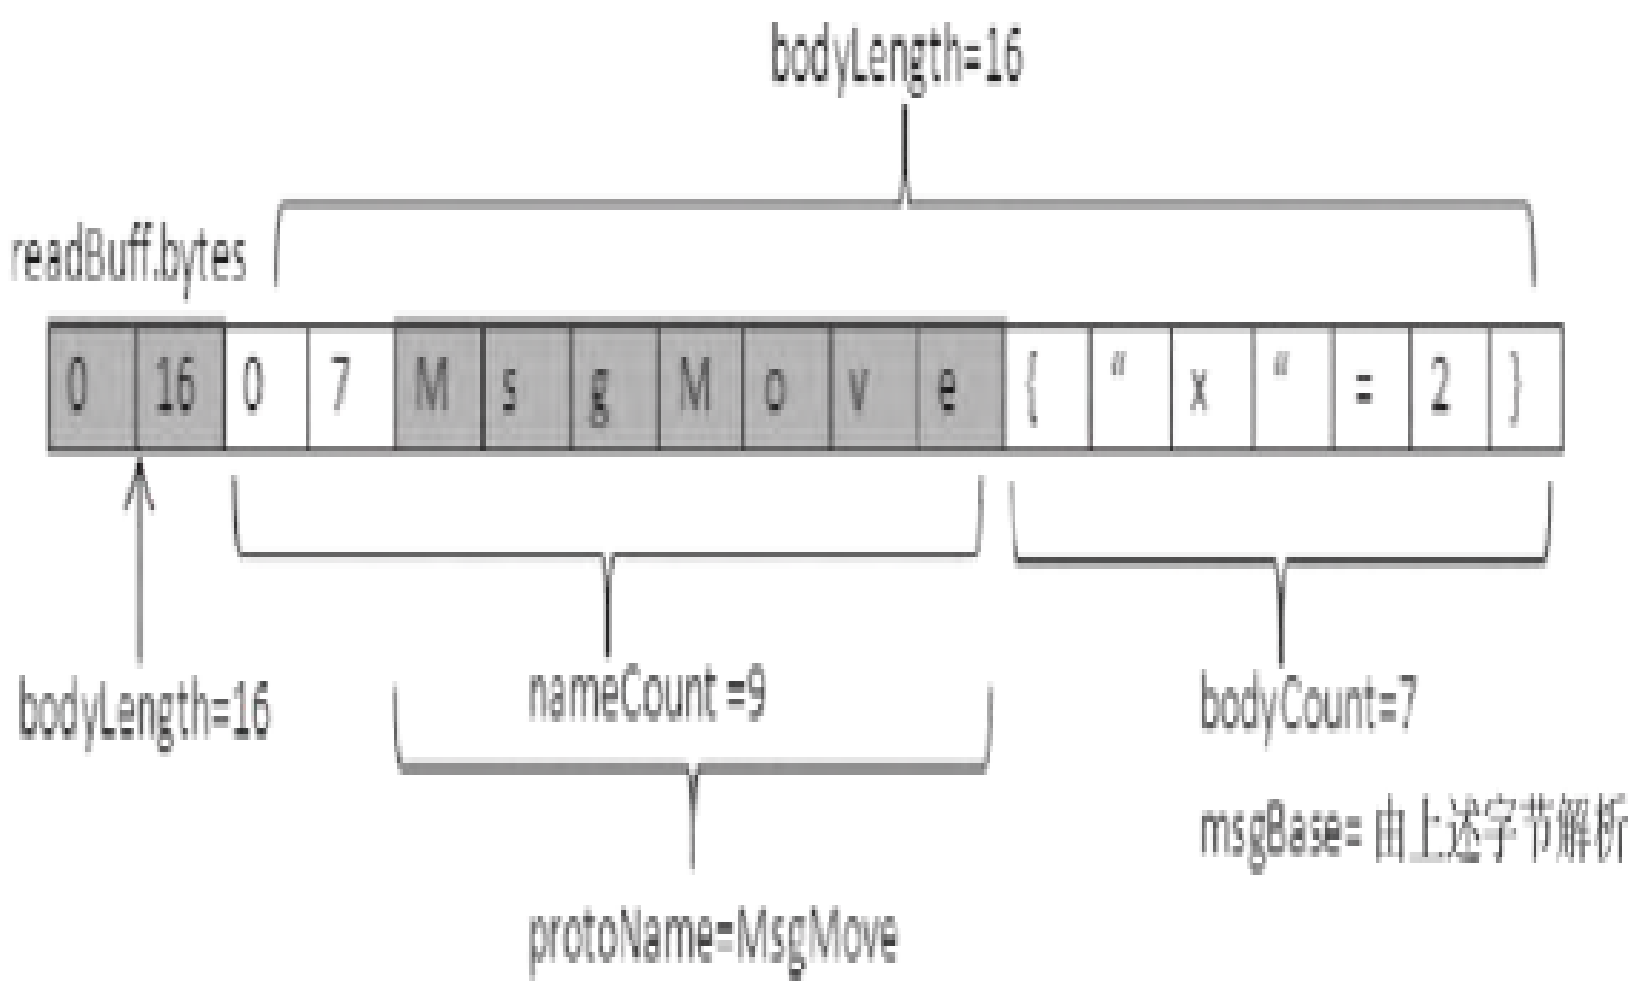 bodyLength=16
readBuff.bytes
0 16 0 7 M s g M o v e { “ x “ = 2 }
bodyLength=16
nameCount =9
bodyCount=7
msgBase= 由上述字节解析
protoName=MsgMove